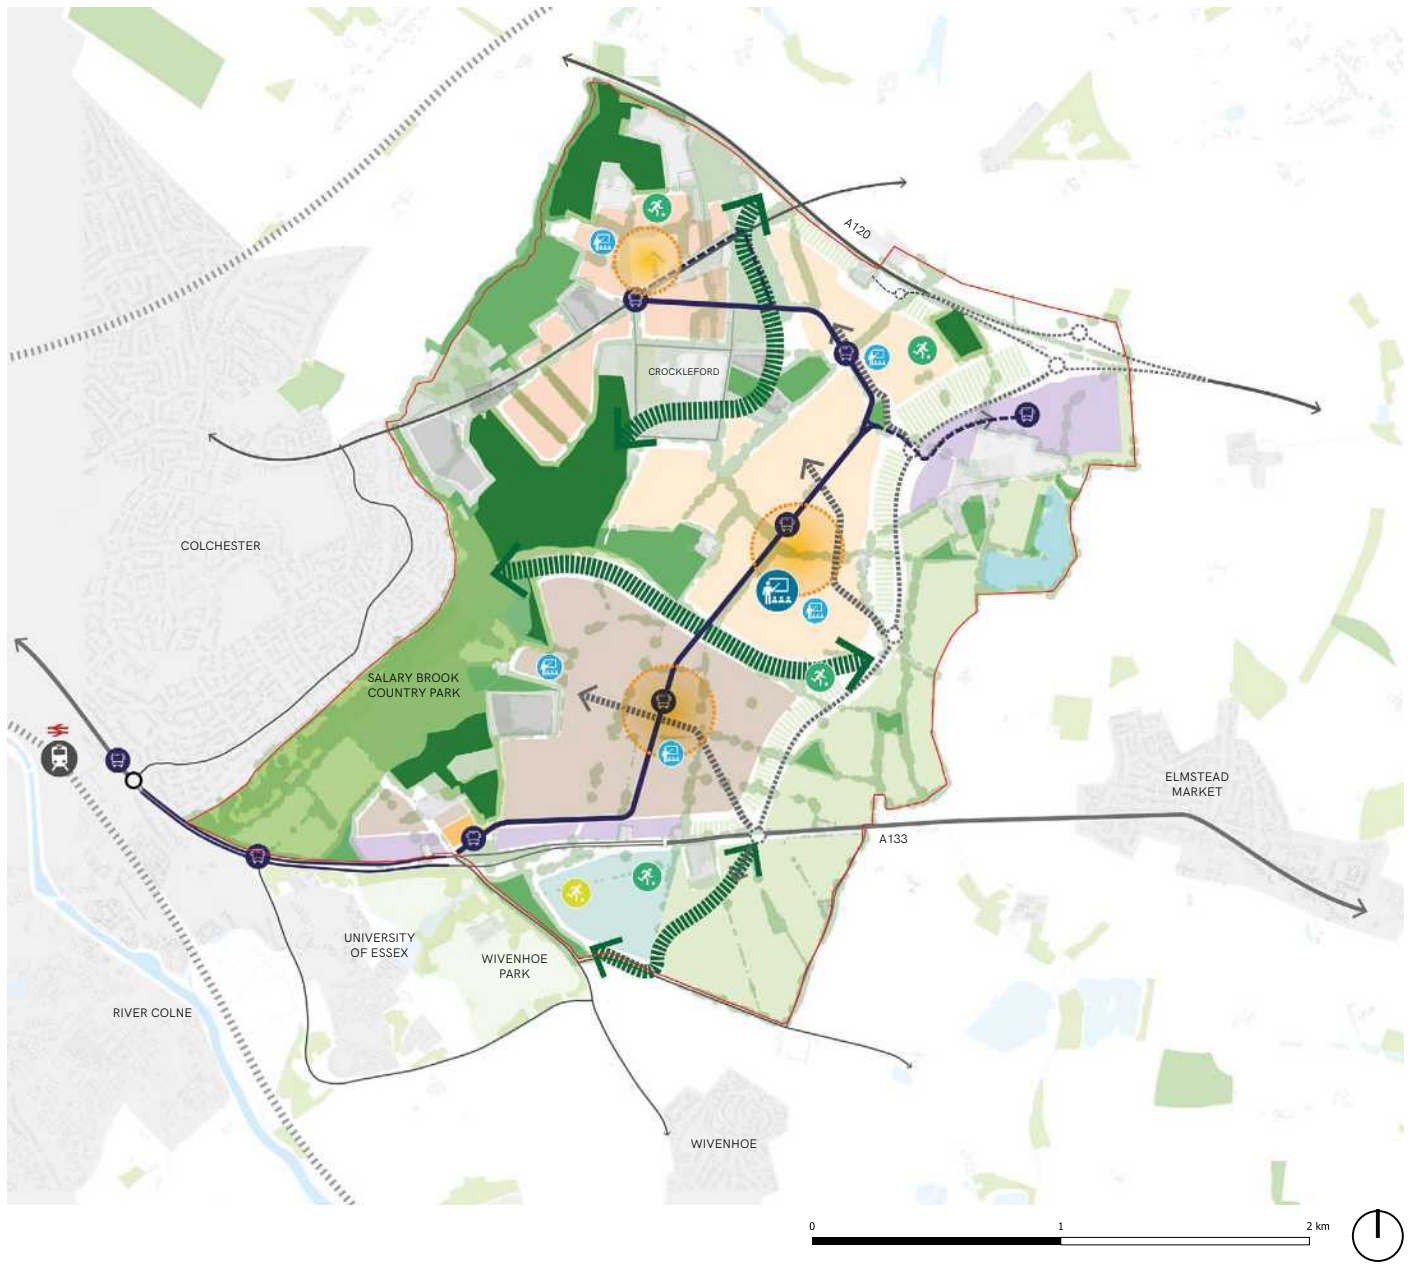 A120
CROCKLEFORD
COLCHESTER
SALARY BROOK
COUNTRY PARK
ELMSTEAD
MARKET
A133
UNIVERSITY
OF ESSEX
WIVENHOE
PARK
RIVER COLNE
WIVENHOE
0 1 2 km